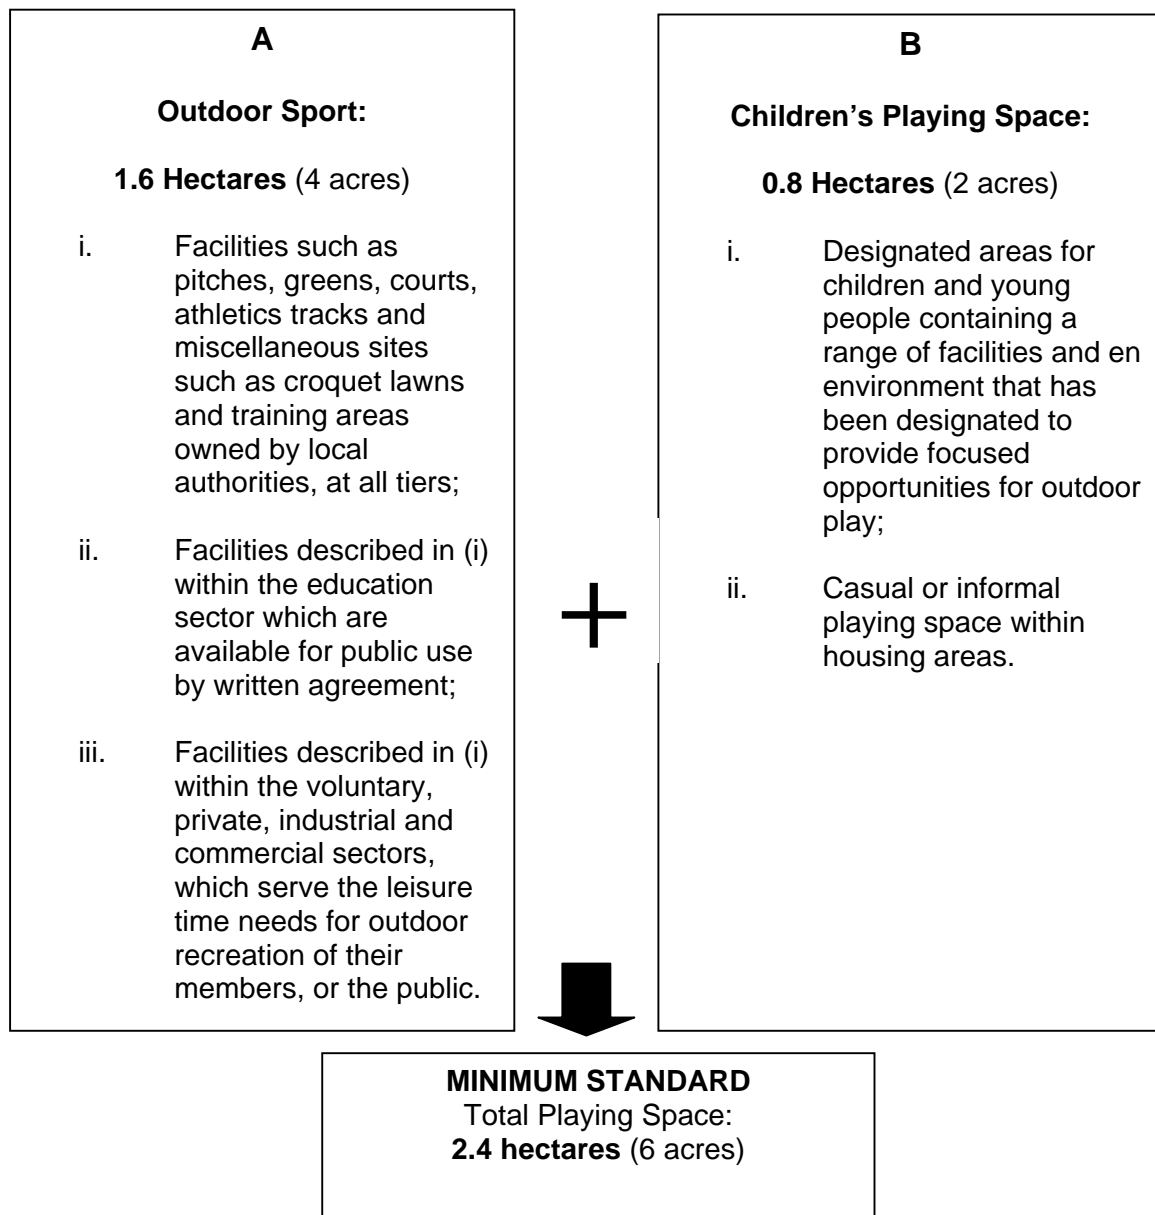 A
Outdoor Sport:
1.6 Hectares (4 acres)
i. Facilities such as
pitches, greens, courts,
athletics tracks and
miscellaneous sites
such as croquet lawns
and training areas
owned by local
authorities, at all tiers;
ii. Facilities described in (i)
within the education
sector which are
available for public use
by written agreement;
iii. Facilities described in (i)
within the voluntary,
private, industrial and
commercial sectors,
which serve the leisure
time needs for outdoor
recreation of their
members, or the public.
+
B
Children’s Playing Space:
0.8 Hectares (2 acres)
i. Designated areas for
children and young
people containing a
range of facilities and en
environment that has
been designated to
provide focused
opportunities for outdoor
play;
ii. Casual or informal
playing space within
housing areas.
MINIMUM STANDARD
Total Playing Space:
2.4 hectares (6 acres)